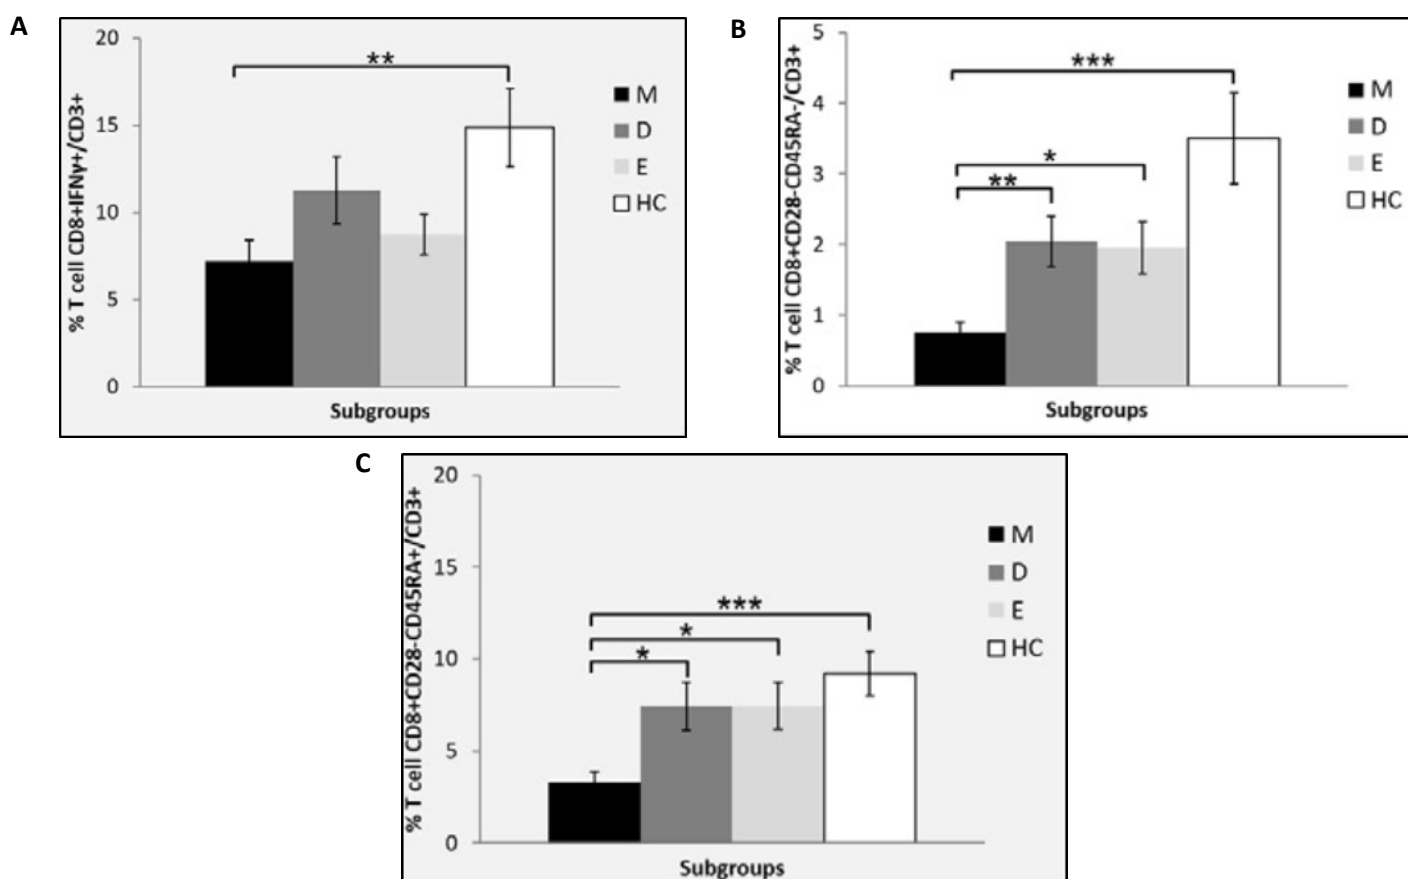 A
% T cell CD8+IFNγ+/CD3+
20
15
10
5
0
**
M
D
E
HC
Subgroups
B
% T cell CD8+CD28-CD45RA-/CD3+
5
4
3
2
1
0
***
*
**
M
D
E
HC
Subgroups
C
% T cell CD8+CD28-CD45RA+/CD3+
20
15
10
5
0
***
*
*
M
D
E
HC
Subgroups